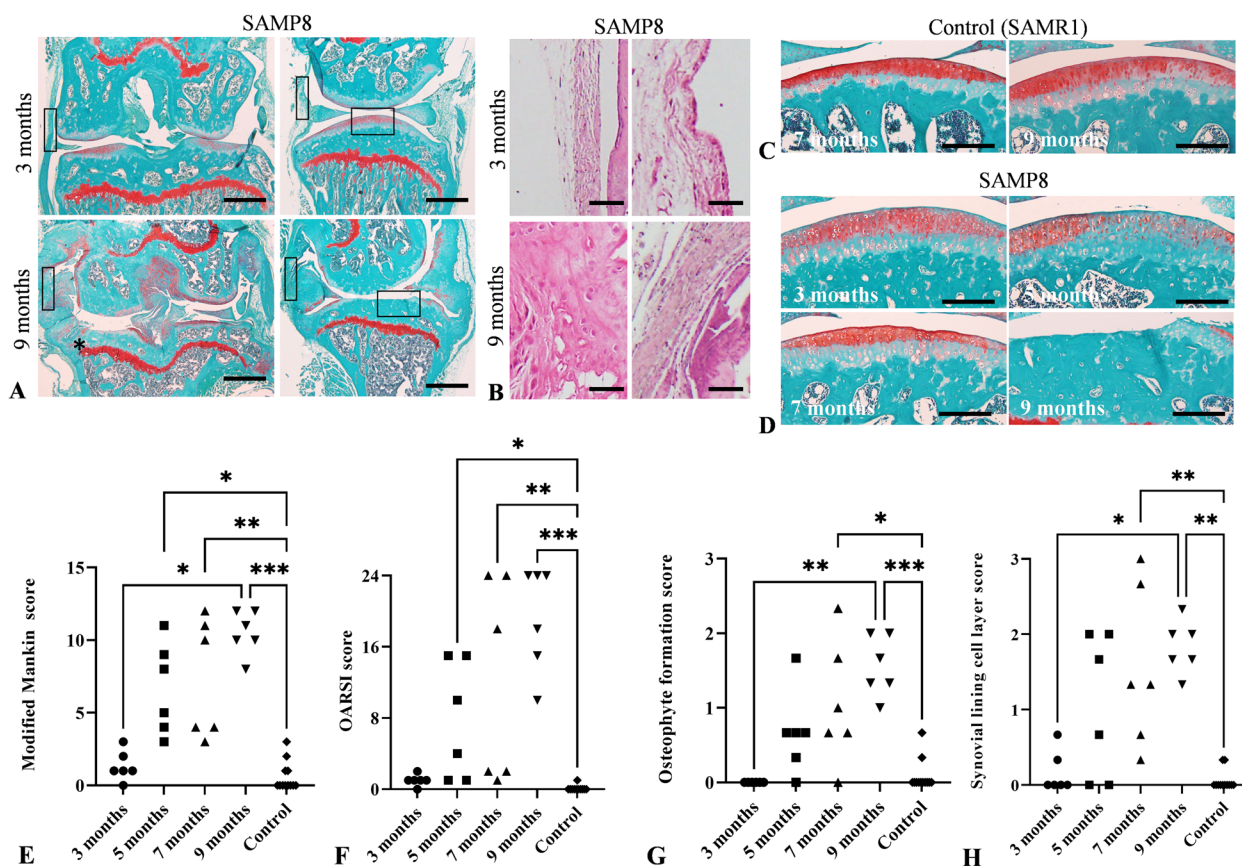 SAMP8
SAMP8
Control (SAMR1)
3 months
3 months
7 months
9 months
C
SAMP8
9 months
9 months
*
3 months
5 months
7 months
9 months
A
B
D
*
**
***
*
Modified Mankin score
15
10
5
0
3 months
5 months
7 months
9 months
Control
E
*
**
***
OARSI score
24
16
8
0
3 months
5 months
7 months
9 months
Control
F
*
**
***
Osteophyte formation score
3
2
1
0
3 months
5 months
7 months
9 months
Control
G
**
*
**
Synovial lining cell layer score
3
2
1
0
3 months
5 months
7 months
9 months
Control
H